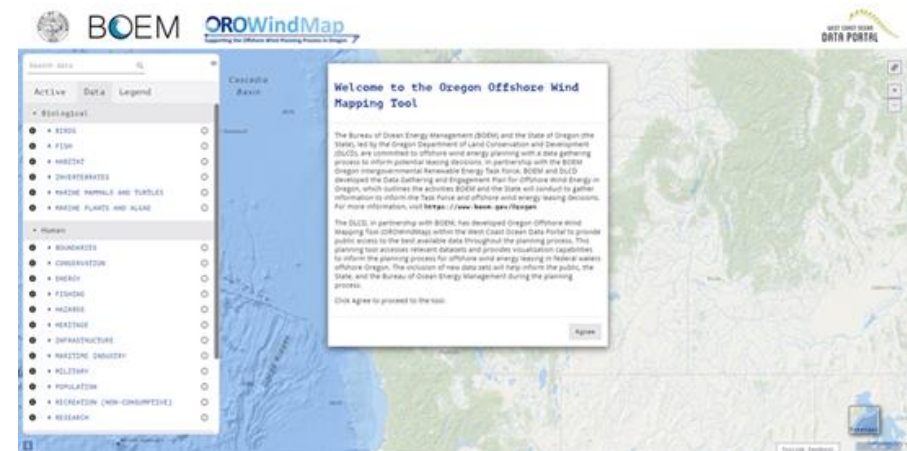 BOEM
OROWindMap
Supporting the Offshore Wind Planning Process in Oregon
WEST COAST OCEAN
DATA PORTAL
Search data
Active Data Legend
Biological
BIRDS
FISH
HABITAT
INVERTEBRATES
MARINE MAMMALS AND TURTLES
MARINE PLANTS AND ALGAE
Human
BOUNDARIES
CONSERVATION
ENERGY
FISHING
HAZARDS
HERITAGE
INFRASTRUCTURE
MARITIME INDUSTRY
MILITARY
POPULATION
RECREATION (NON-CONSUMPTIVE)
RESEARCH
Cascadia
Basin
Welcome to the Oregon Offshore Wind
Mapping Tool
The Bureau of Ocean Energy Management (BOEM) and the State of Oregon (the
State), led by the Oregon Department of Land Conservation and Development
(DLCD), are committed to offshore wind energy planning with a data gathering
process to inform potential leasing decisions. In partnership with the BOEM
Oregon Intergovernmental Renewable Energy Task Force, BOEM and DLCD
developed the Data Gathering and Engagement Plan for Offshore Wind Energy in
Oregon, which outlines the activities BOEM and the State will conduct to gather
information to inform the Task Force and offshore wind energy leasing decisions.
For more information, visit https://www.boem.gov/Oregon.
The DLCD, in partnership with BOEM, has developed Oregon Offshore Wind
Mapping Tool (OROWindMap) within the West Coast Ocean Data Portal to provide
public access to the best available data throughout the planning process. This
planning tool accesses relevant datasets and provides visualization capabilities
to inform the planning process for offshore wind energy leasing in federal waters
offshore Oregon. The inclusion of new data sets will help inform the public, the
State, and the Bureau of Ocean Energy Management during the planning
process.
Click Agree to proceed to the tool.
Agree
Provide Feedback